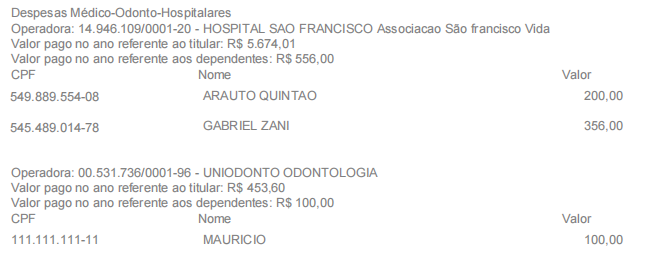 Despesas Médico-Odonto-Hospitalares
Operadora: 14.946.109/0001-20 - HOSPITAL SAO FRANCISCO Associacao São francisco Vida
Valor pago no ano referente ao titular: R$ 5.674,01
Valor pago no ano referente aos dependentes: R$ 556,00
CPF Nome Valor
549.889.554-08 ARAUTO QUINTAO 200,00
545.489.014-78 GABRIEL ZANI 356,00
Operadora: 00.531.736/0001-96 - UNIODONTO ODONTOLOGIA
Valor pago no ano referente ao titular: R$ 453,60
Valor pago no ano referente aos dependentes: R$ 100,00
CPF Nome Valor
111.111.111-11 MAURICIO 100,00